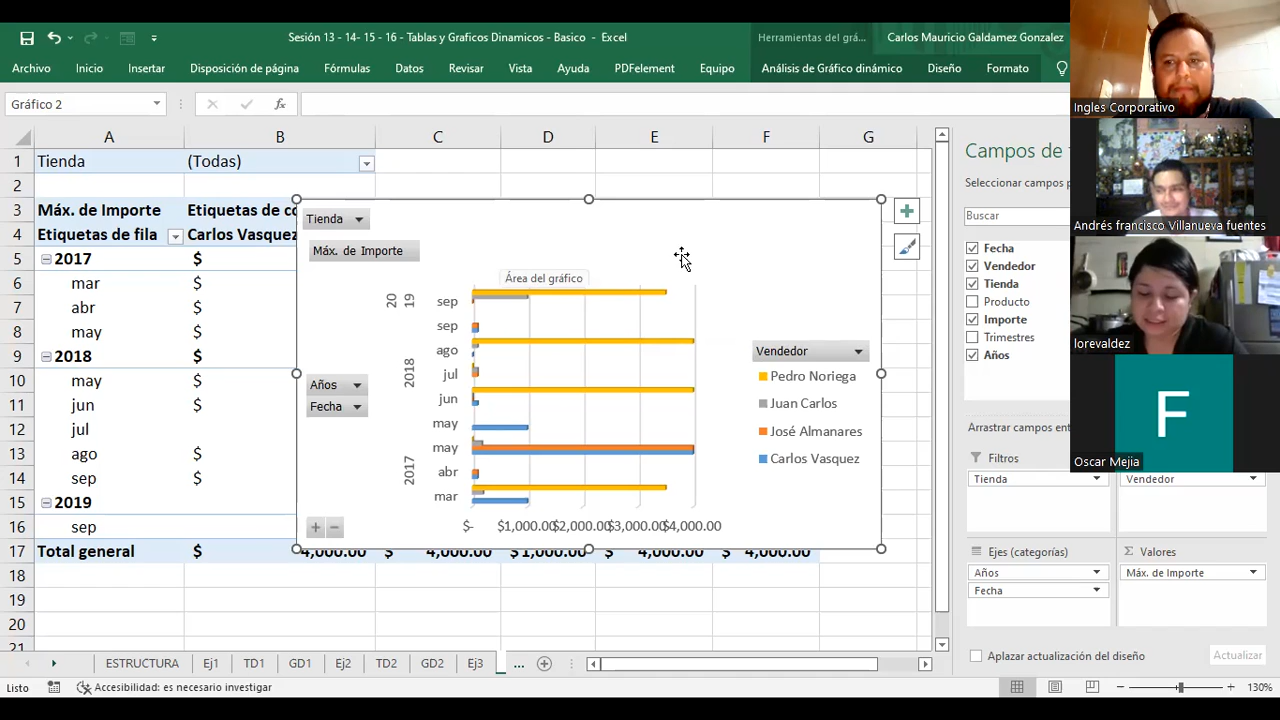 Sesión 13 - 14- 15 - 16 - Tablas y Graficos Dinamicos - Basico - Excel
Herramientas del grá...
Carlos Mauricio Galdamez Gonzalez
Archivo Inicio Insertar Disposición de página Fórmulas Datos Revisar Vista Ayuda PDFelement Equipo Análisis de Gráfico dinámico Diseño Formato
Gráfico 2
fx
A B C D E F G
1 Tienda (Todas)
2
3 Máx. de Importe Etiquetas de co
4 Etiquetas de fila Carlos Vasquez
5 2017 $
6 mar $
7 abr $
8 may $
9 2018 $
10 may $
11 jun $
12 jul
13 ago $
14 sep $
15 2019 $
16 sep $
17 Total general $ 4,000.00 $ 4,000.00 $ 1,000.00 $ 4,000.00 $ 4,000.00
18
19
20
21
Tienda
Máx. de Importe
Área del gráfico
Años
Fecha
2019
2018
2017
sep
sep
ago
jul
jun
may
may
abr
mar
$- $1,000.00 $2,000.00 $3,000.00 $4,000.00
+ −
Vendedor
Pedro Noriega
Juan Carlos
José Almanares
Carlos Vasquez
Campos de
Seleccionar campos p
Buscar
Fecha
Vendedor
Tienda
Producto
Importe
Trimestres
Años
Arrastrar campos ent
Filtros
Tienda
Vendedor
Ejes (categorías)
Años
Fecha
Σ Valores
Máx. de Importe
Aplazar actualización del diseño Actualizar
Ingles Corporativo
Andrés francisco Villanueva fuentes
lorevaldez
F
Oscar Mejia
ESTRUCTURA Ej1 TD1 GD1 Ej2 TD2 GD2 Ej3 ...
Listo Accesibilidad: es necesario investigar 130%